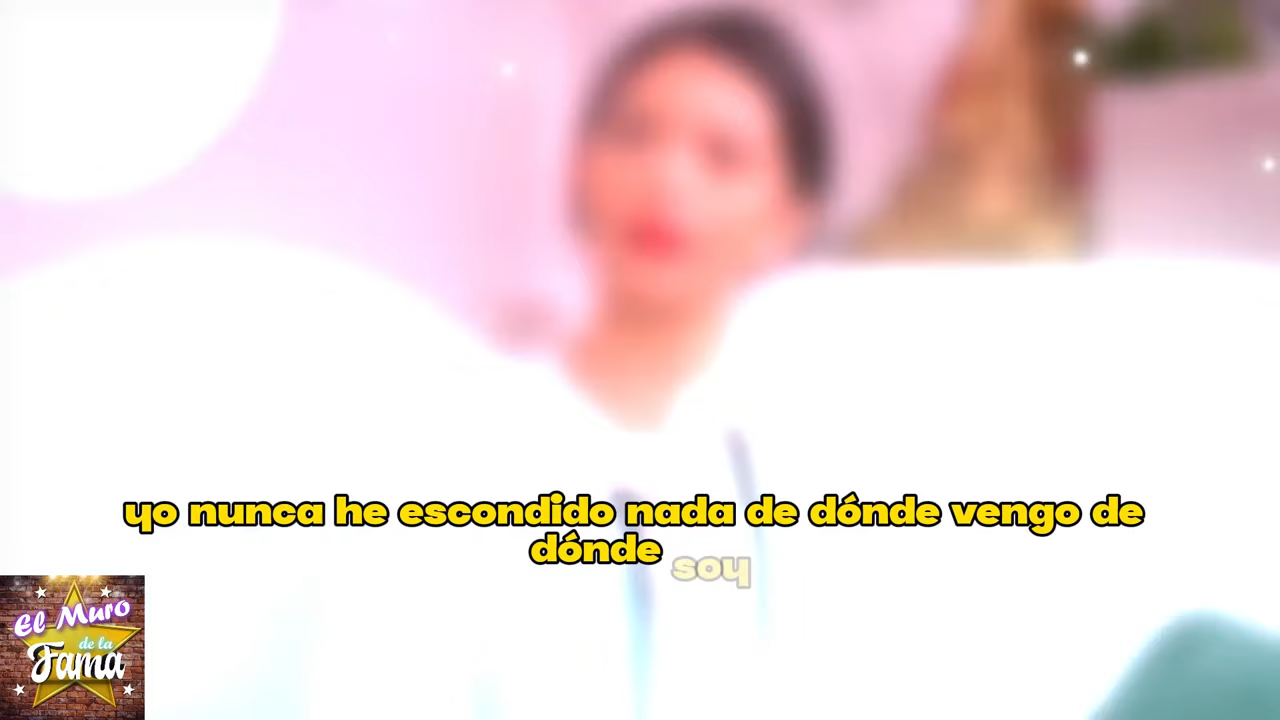 yo nunca he escondido nada de dónde vengo de
dónde soy
El Muro
de la
Fama